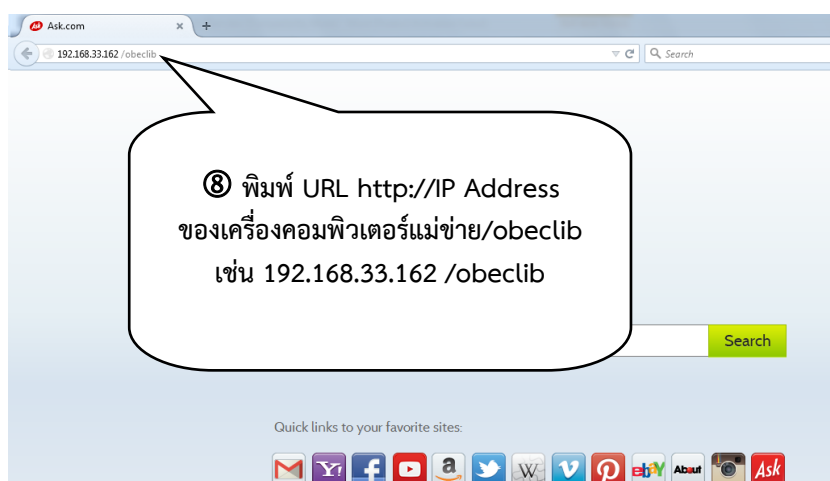 Ask.com
192.168.33.162 /obeclib
Search
⑧ พิมพ์ URL http://IP Address
ของเครื่องคอมพิวเตอร์แม่ข่าย/obeclib
เช่น 192.168.33.162 /obeclib
Search
Quick links to your favorite sites:
a W v ebY About Ask